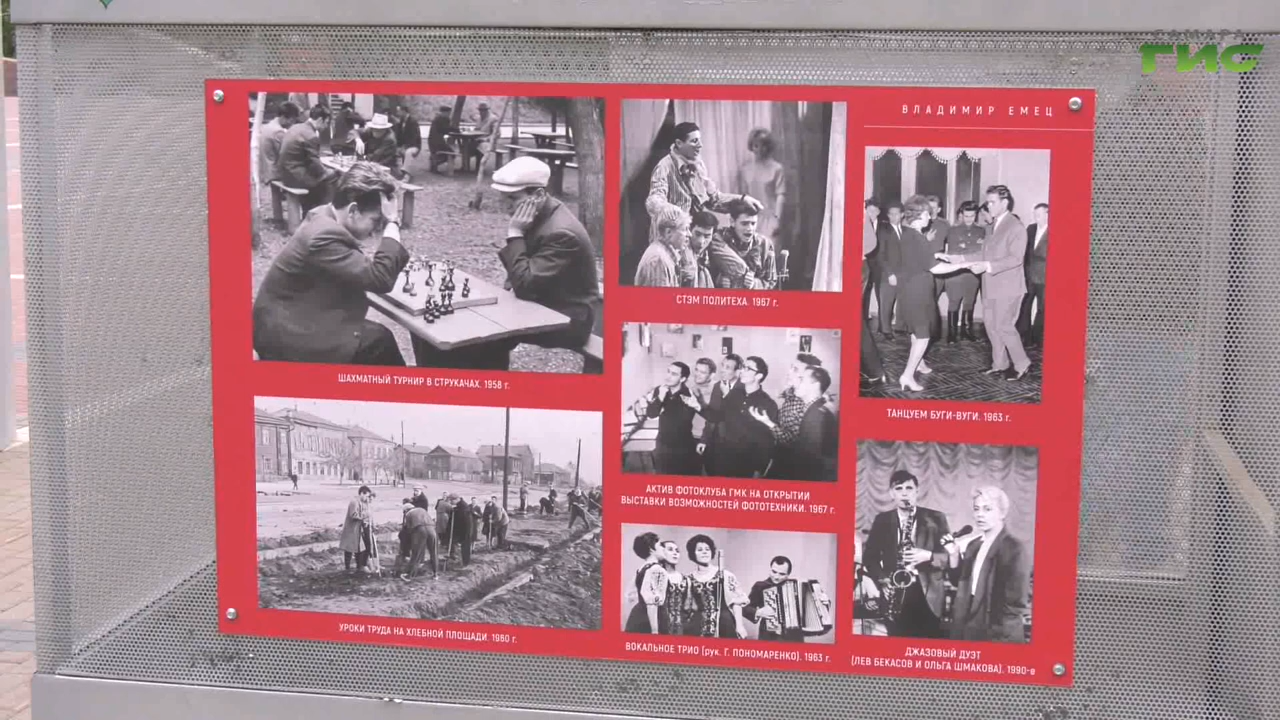 САМАРА
ГИС
ВЛАДИМИР ЕМЕЦ
ШАХМАТНЫЙ ТУРНИР В СТРУКАЧАХ. 1958 г.
СТЭМ ПОЛИТЕХА. 1967 г.
ТАНЦУЕМ БУГИ-ВУГИ. 1963 г.
АКТИВ ФОТОКЛУБА ГМК НА ОТКРЫТИИ
ВЫСТАВКИ ВОЗМОЖНОСТЕЙ ФОТОТЕХНИКИ. 1967 г.
УРОКИ ТРУДА НА ХЛЕБНОЙ ПЛОЩАДИ. 1960 г.
ВОКАЛЬНОЕ ТРИО (рук. Г. ПОНОМАРЕНКО). 1963 г.
ДЖАЗОВЫЙ ДУЭТ
(ЛЕВ БЕКАСОВ И ОЛЬГА ШМАКОВА). 1990-е